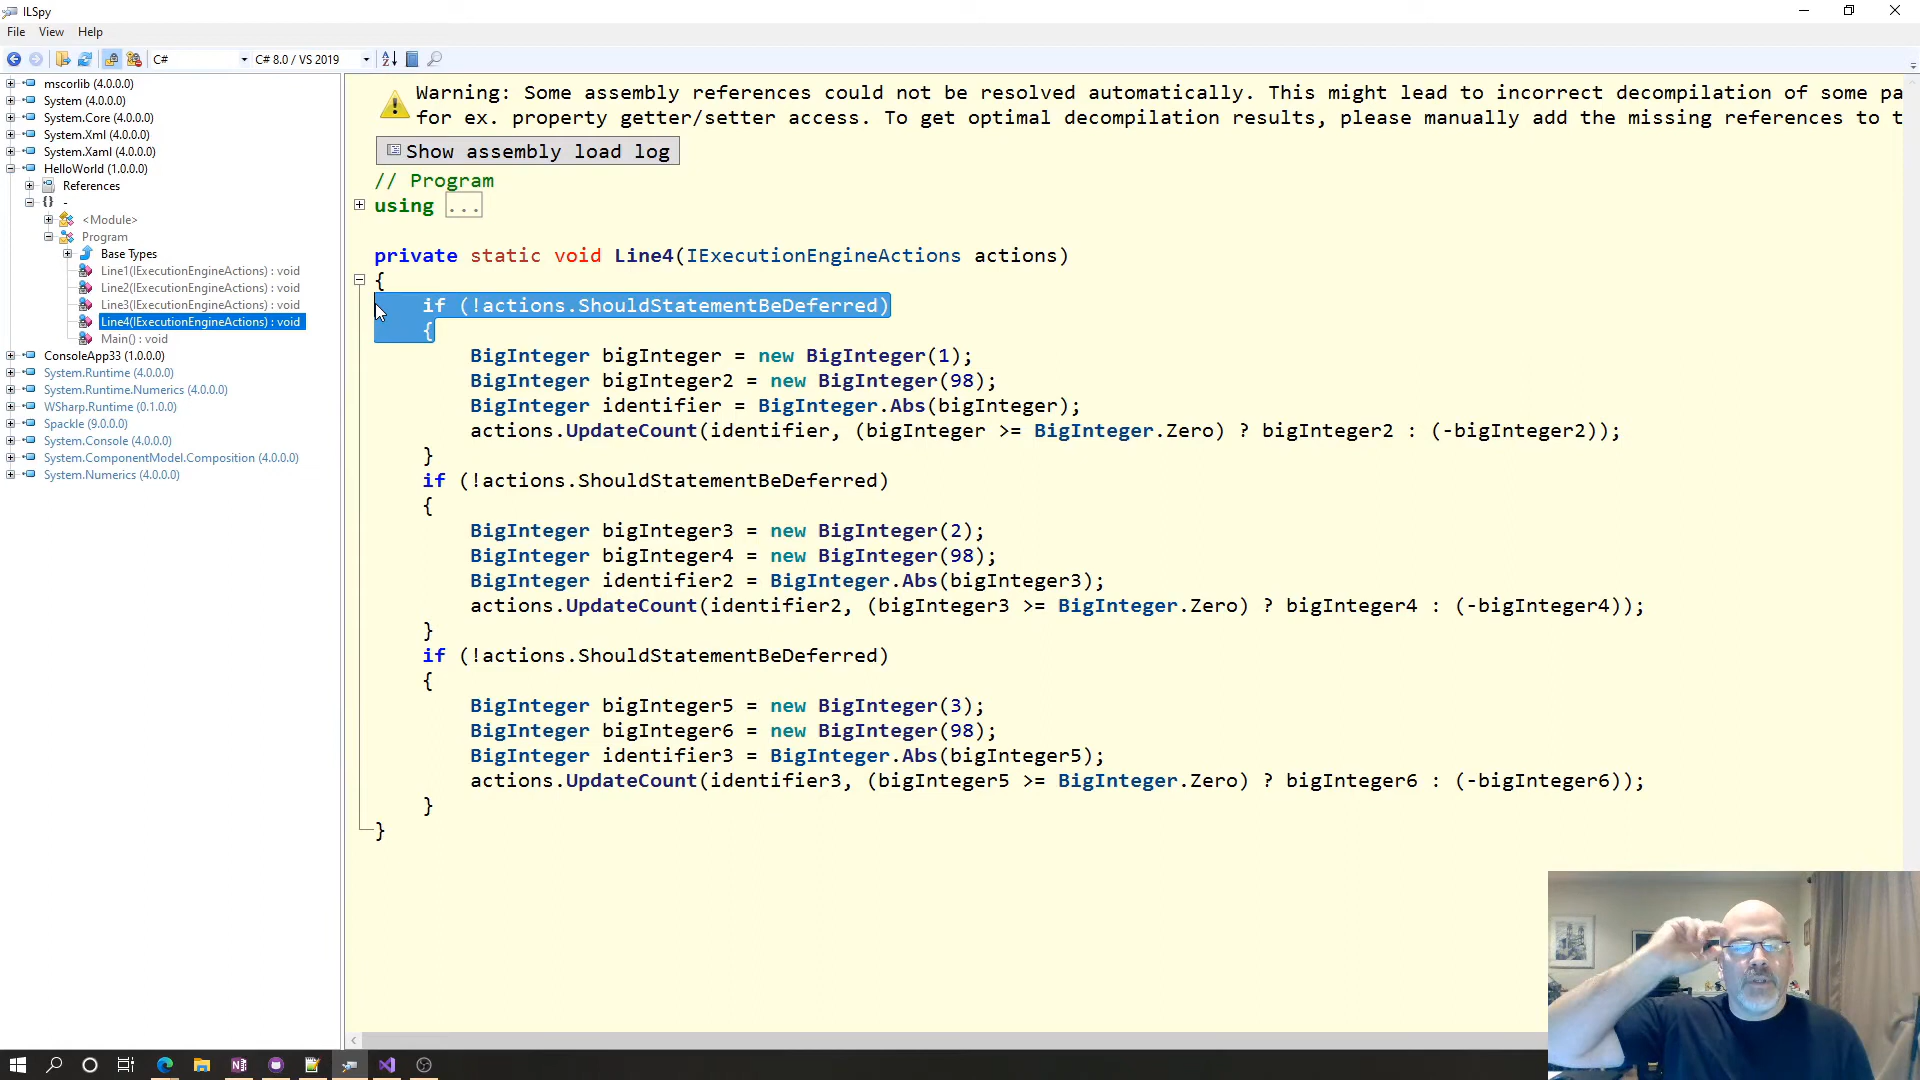 ILSpy
File View Help
C# C# 8.0 / VS 2019
mscorlib (4.0.0.0)
System (4.0.0.0)
System.Core (4.0.0.0)
System.Xml (4.0.0.0)
System.Xaml (4.0.0.0)
HelloWorld (1.0.0.0)
References
{} -
<Module>
Program
Base Types
Line1(IExecutionEngineActions) : void
Line2(IExecutionEngineActions) : void
Line3(IExecutionEngineActions) : void
Line4(IExecutionEngineActions) : void
Main() : void
ConsoleApp33 (1.0.0.0)
System.Runtime (4.0.0.0)
System.Runtime.Numerics (4.0.0.0)
WSharp.Runtime (0.1.0.0)
Spackle (9.0.0.0)
System.Console (4.0.0.0)
System.ComponentModel.Composition (4.0.0.0)
System.Numerics (4.0.0.0)
Warning: Some assembly references could not be resolved automatically. This might lead to incorrect decompilation of some pa
for ex. property getter/setter access. To get optimal decompilation results, please manually add the missing references to t
Show assembly load log
// Program
using ...
private static void Line4(IExecutionEngineActions actions)
{
if (!actions.ShouldStatementBeDeferred)
{
BigInteger bigInteger = new BigInteger(1);
BigInteger bigInteger2 = new BigInteger(98);
BigInteger identifier = BigInteger.Abs(bigInteger);
actions.UpdateCount(identifier, (bigInteger >= BigInteger.Zero) ? bigInteger2 : (-bigInteger2));
}
if (!actions.ShouldStatementBeDeferred)
{
BigInteger bigInteger3 = new BigInteger(2);
BigInteger bigInteger4 = new BigInteger(98);
BigInteger identifier2 = BigInteger.Abs(bigInteger3);
actions.UpdateCount(identifier2, (bigInteger3 >= BigInteger.Zero) ? bigInteger4 : (-bigInteger4));
}
if (!actions.ShouldStatementBeDeferred)
{
BigInteger bigInteger5 = new BigInteger(3);
BigInteger bigInteger6 = new BigInteger(98);
BigInteger identifier3 = BigInteger.Abs(bigInteger5);
actions.UpdateCount(identifier3, (bigInteger5 >= BigInteger.Zero) ? bigInteger6 : (-bigInteger6));
}
}